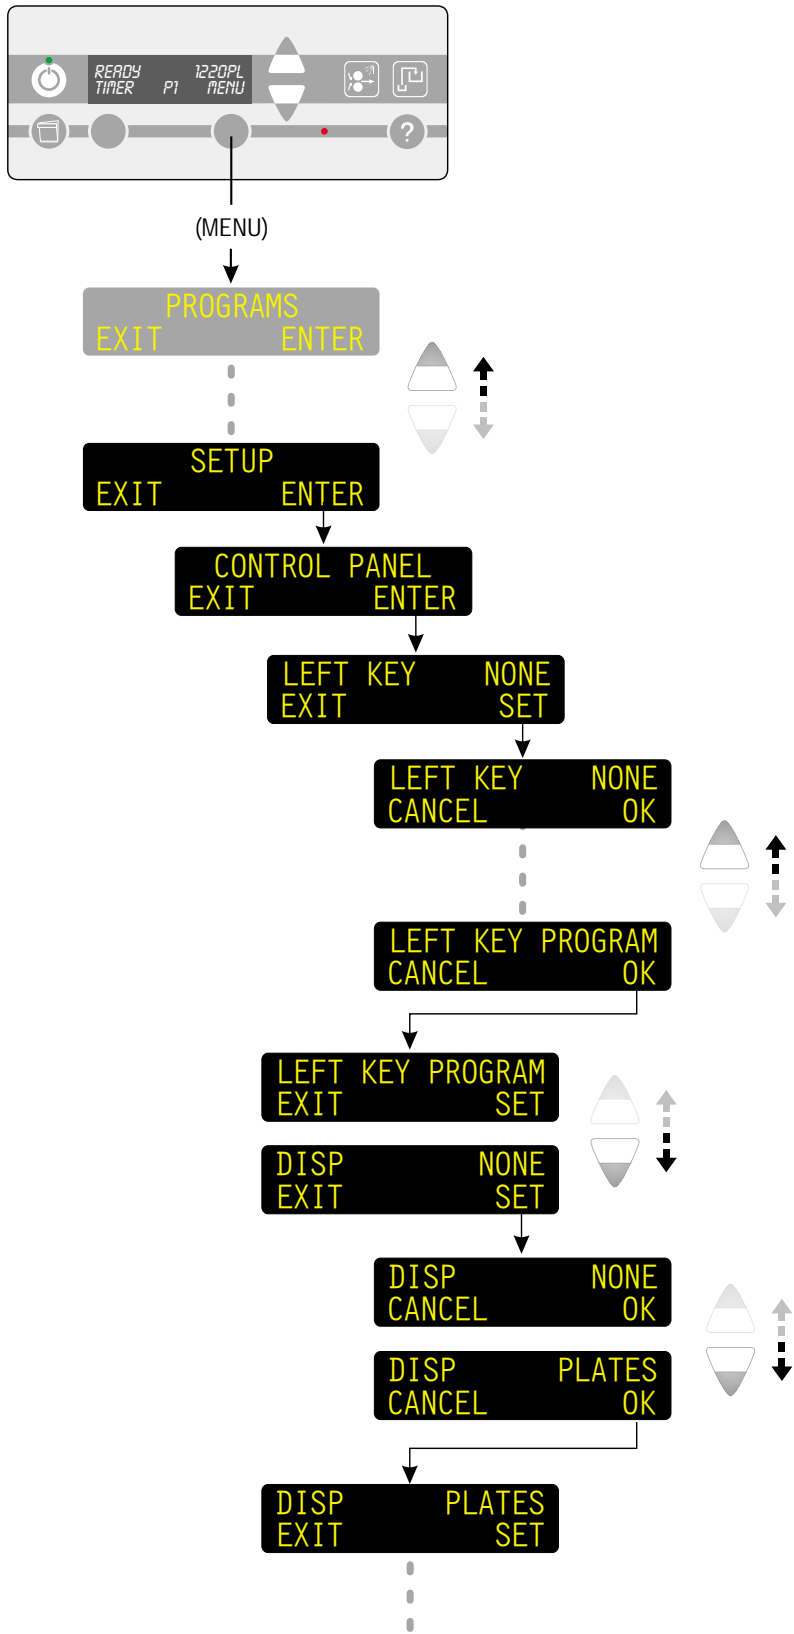 READY 1220PL
TIMER P1 MENU
?
(MENU)
PROGRAMS
EXIT ENTER
SETUP
EXIT ENTER
CONTROL PANEL
EXIT ENTER
LEFT KEY NONE
EXIT SET
LEFT KEY NONE
CANCEL OK
LEFT KEY PROGRAM
CANCEL OK
LEFT KEY PROGRAM
EXIT SET
DISP NONE
EXIT SET
DISP NONE
CANCEL OK
DISP PLATES
CANCEL OK
DISP PLATES
EXIT SET